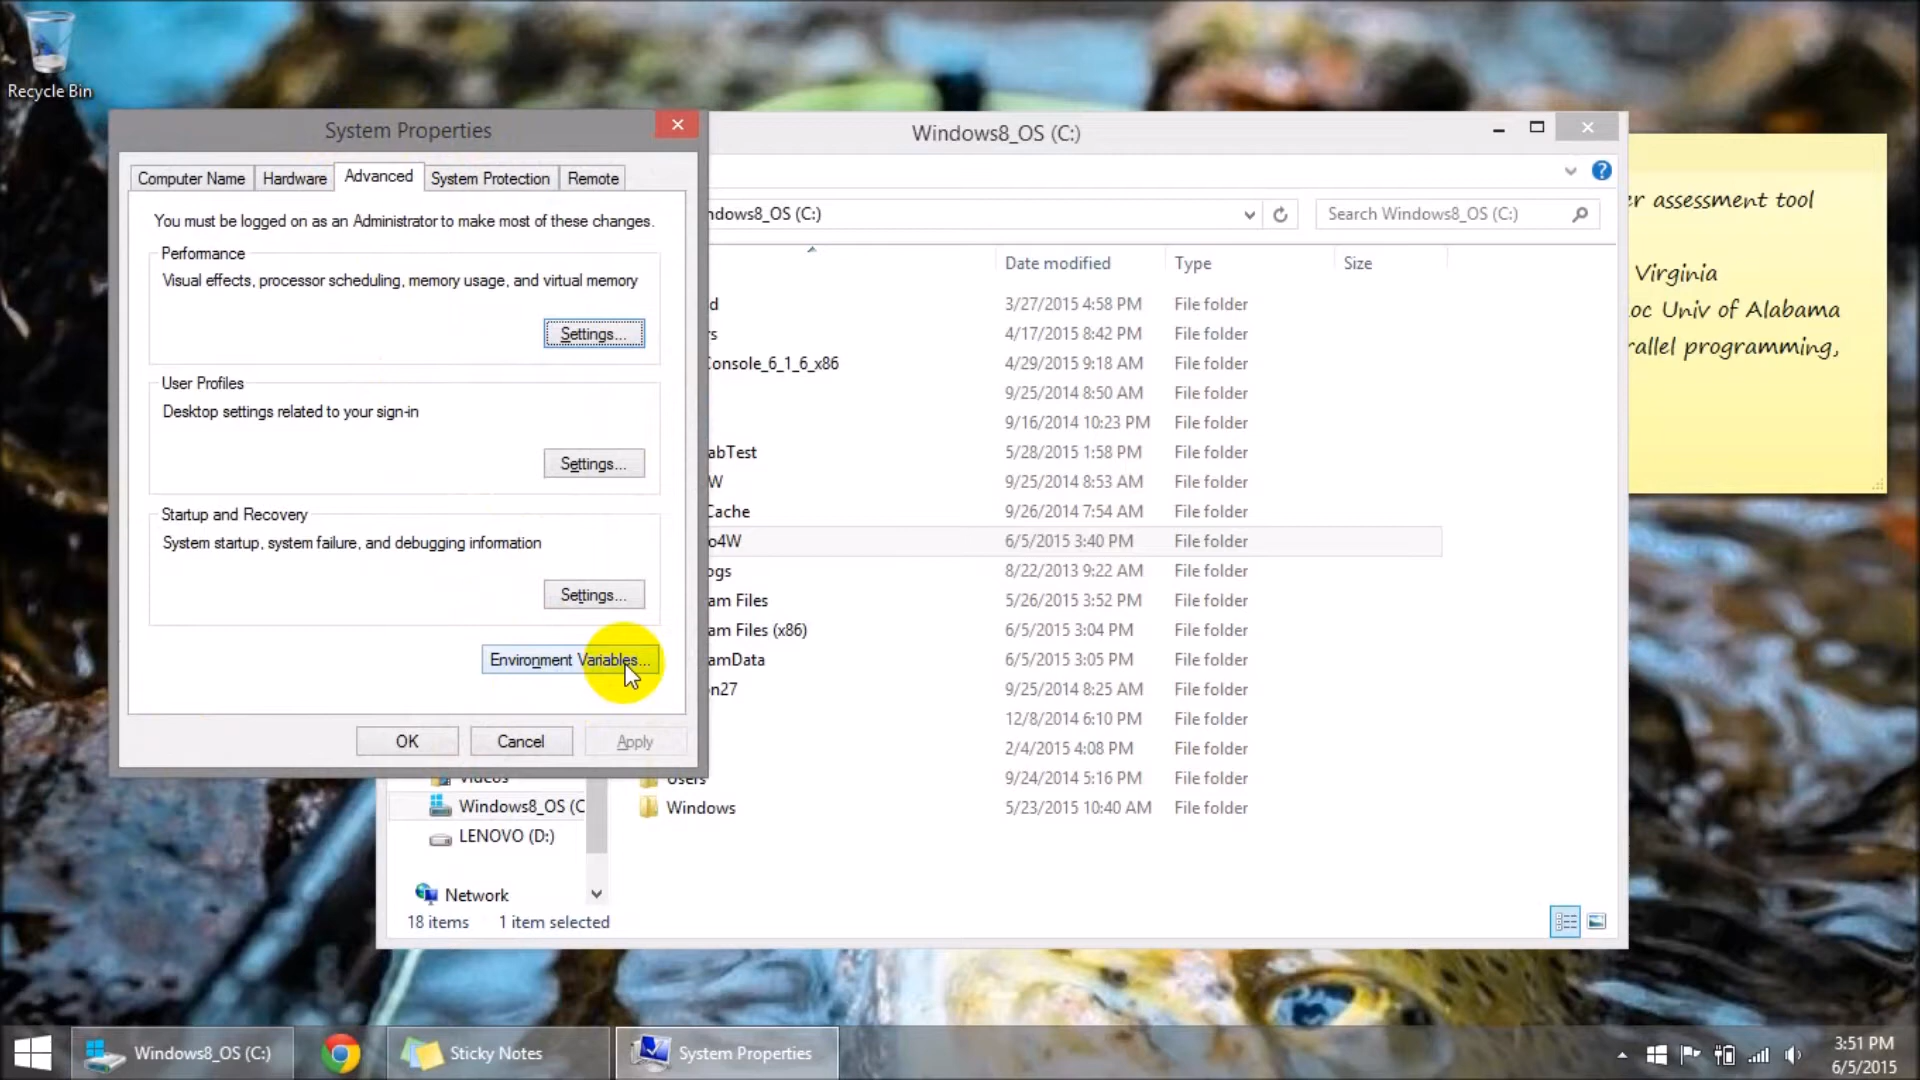 Recycle Bin
System Properties
Computer Name
Hardware
Advanced
System Protection
Remote
You must be logged on as an Administrator to make most of these changes.
Performance
Visual effects, processor scheduling, memory usage, and virtual memory
Settings...
User Profiles
Desktop settings related to your sign-in
Settings...
Startup and Recovery
System startup, system failure, and debugging information
Settings...
Environment Variables...
OK
Cancel
Apply
Windows8_OS (C:)
ndows8_OS (C:)
Search Windows8_OS (C:)
Date modified Type Size
d 3/27/2015 4:58 PM File folder
rs 4/17/2015 8:42 PM File folder
Console_6_1_6_x86 4/29/2015 9:18 AM File folder
9/25/2014 8:50 AM File folder
9/16/2014 10:23 PM File folder
abTest 5/28/2015 1:58 PM File folder
W 9/25/2014 8:53 AM File folder
Cache 9/26/2014 7:54 AM File folder
o4W 6/5/2015 3:40 PM File folder
ogs 8/22/2013 9:22 AM File folder
am Files 5/26/2015 3:52 PM File folder
am Files (x86) 6/5/2015 3:04 PM File folder
amData 6/5/2015 3:05 PM File folder
on27 9/25/2014 8:25 AM File folder
12/8/2014 6:10 PM File folder
2/4/2015 4:08 PM File folder
Users 9/24/2014 5:16 PM File folder
Windows 5/23/2015 10:40 AM File folder
Videos
Windows8_OS (C
LENOVO (D:)
Network
18 items 1 item selected
er assessment tool
Virginia
oc Univ of Alabama
rallel programming,
Windows8_OS (C:)
Sticky Notes
System Properties
3:51 PM
6/5/2015